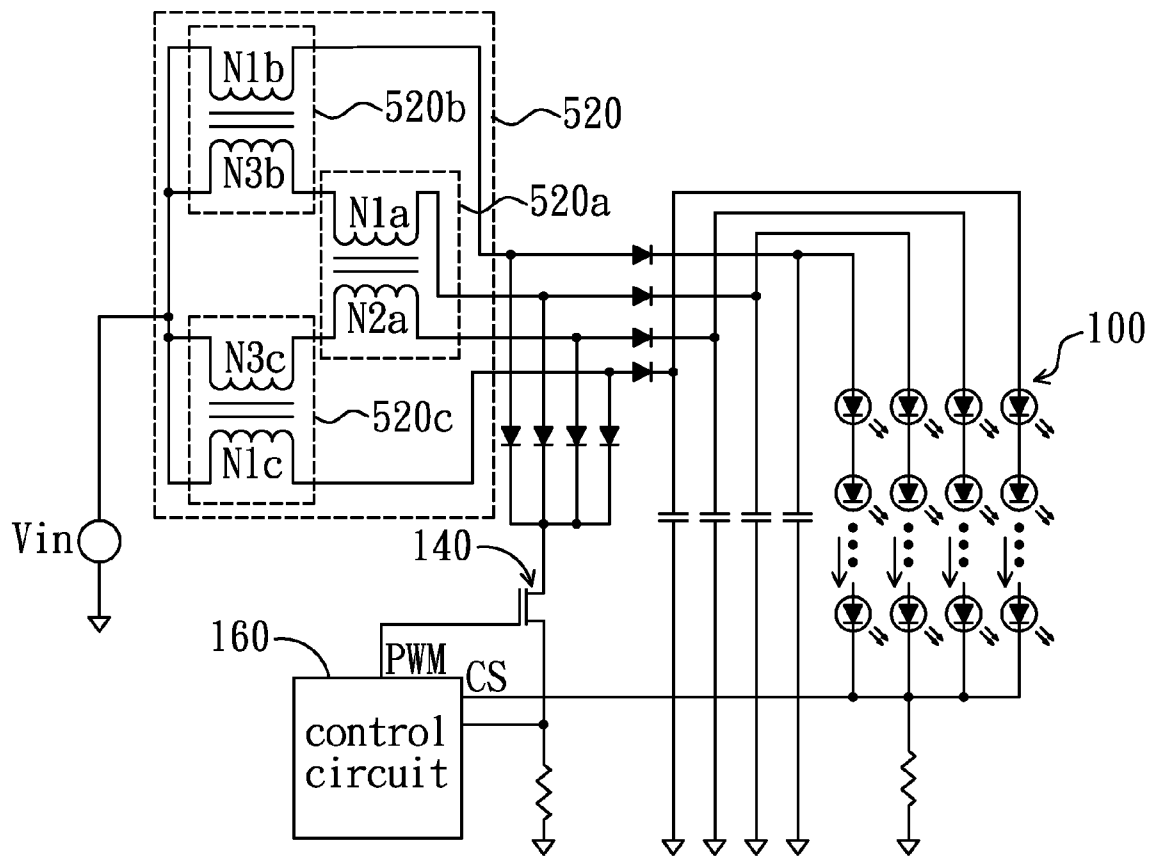 N1b
520b
520
N3b
N1a
520a
N2a
N3c
520c
N1c
100
Vin
140
160
PWM
CS
control
circuit